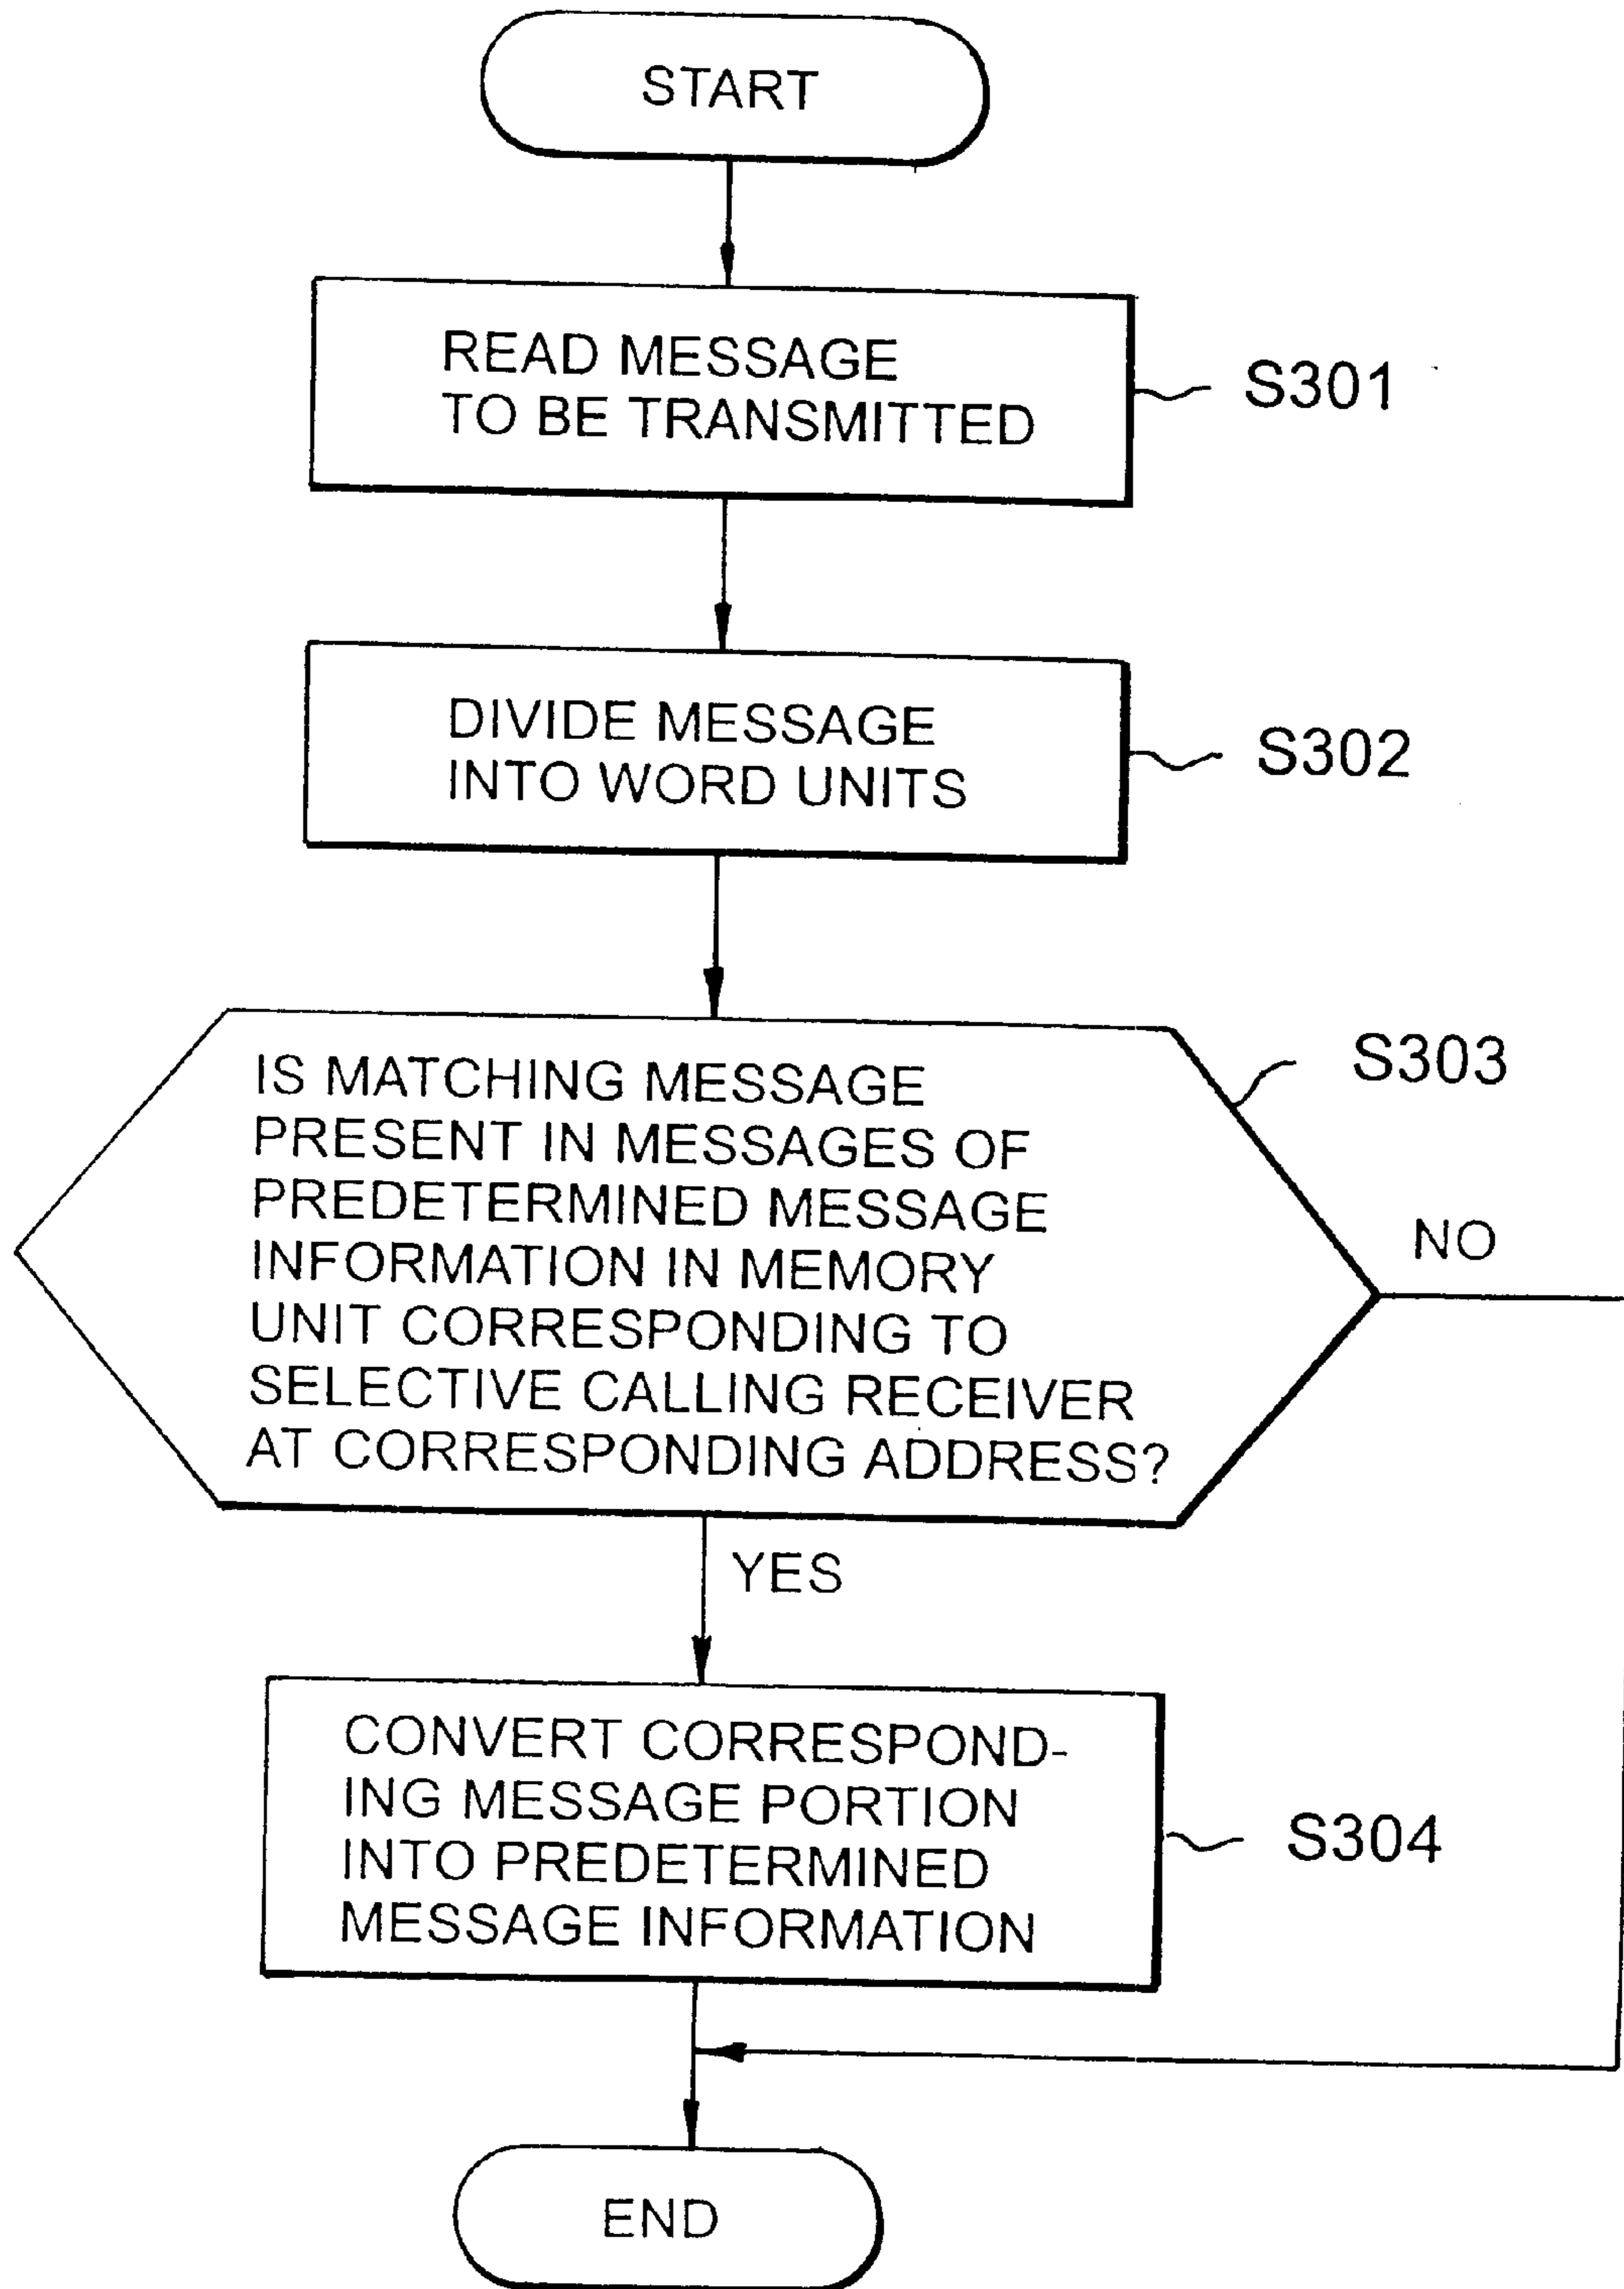 START
READ MESSAGE
TO BE TRANSMITTED
S301
DIVIDE MESSAGE
INTO WORD UNITS
S302
IS MATCHING MESSAGE
PRESENT IN MESSAGES OF
PREDETERMINED MESSAGE
INFORMATION IN MEMORY
UNIT CORRESPONDING TO
SELECTIVE CALLING RECEIVER
AT CORRESPONDING ADDRESS?
S303
NO
YES
CONVERT CORRESPOND-
ING MESSAGE PORTION
INTO PREDETERMINED
MESSAGE INFORMATION
S304
END